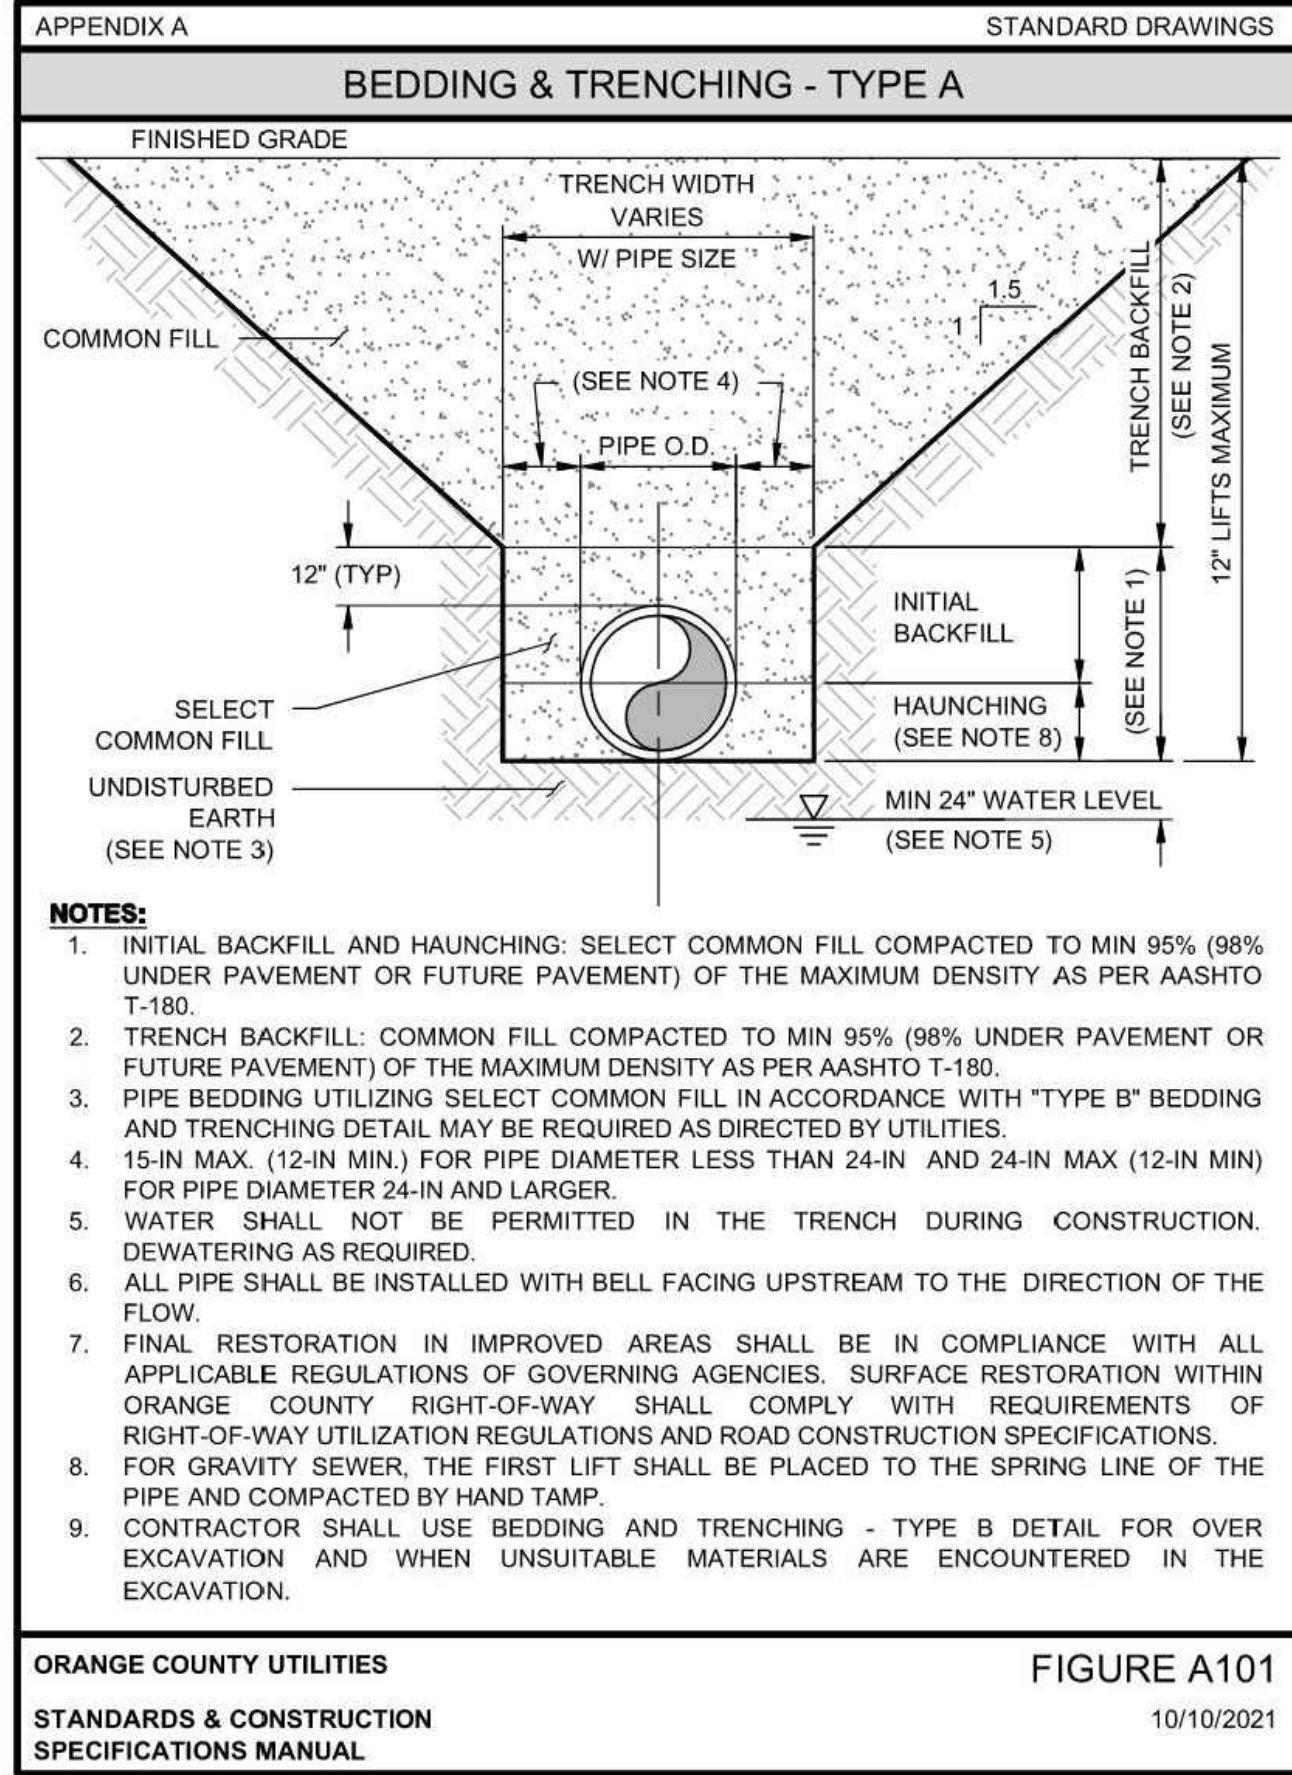 APPENDIX A
STANDARD DRAWINGS
BEDDING & TRENCHING - TYPE A
FINISHED GRADE
TRENCH WIDTH
VARIES
W/ PIPE SIZE
1.5
1
COMMON FILL
(SEE NOTE 4)
PIPE O.D.
TRENCH BACKFILL
(SEE NOTE 2)
12" LIFTS MAXIMUM
12" (TYP)
INITIAL
BACKFILL
(SEE NOTE 1)
HAUNCHING
(SEE NOTE 8)
SELECT
COMMON FILL
UNDISTURBED
EARTH
(SEE NOTE 3)
MIN 24" WATER LEVEL
(SEE NOTE 5)
NOTES:
1. INITIAL BACKFILL AND HAUNCHING: SELECT COMMON FILL COMPACTED TO MIN 95% (98%
UNDER PAVEMENT OR FUTURE PAVEMENT) OF THE MAXIMUM DENSITY AS PER AASHTO
T-180.
2. TRENCH BACKFILL: COMMON FILL COMPACTED TO MIN 95% (98% UNDER PAVEMENT OR
FUTURE PAVEMENT) OF THE MAXIMUM DENSITY AS PER AASHTO T-180.
3. PIPE BEDDING UTILIZING SELECT COMMON FILL IN ACCORDANCE WITH "TYPE B" BEDDING
AND TRENCHING DETAIL MAY BE REQUIRED AS DIRECTED BY UTILITIES.
4. 15-IN MAX. (12-IN MIN.) FOR PIPE DIAMETER LESS THAN 24-IN AND 24-IN MAX (12-IN MIN)
FOR PIPE DIAMETER 24-IN AND LARGER.
5. WATER SHALL NOT BE PERMITTED IN THE TRENCH DURING CONSTRUCTION.
DEWATERING AS REQUIRED.
6. ALL PIPE SHALL BE INSTALLED WITH BELL FACING UPSTREAM TO THE DIRECTION OF THE
FLOW.
7. FINAL RESTORATION IN IMPROVED AREAS SHALL BE IN COMPLIANCE WITH ALL
APPLICABLE REGULATIONS OF GOVERNING AGENCIES. SURFACE RESTORATION WITHIN
ORANGE COUNTY RIGHT-OF-WAY SHALL COMPLY WITH REQUIREMENTS OF
RIGHT-OF-WAY UTILIZATION REGULATIONS AND ROAD CONSTRUCTION SPECIFICATIONS.
8. FOR GRAVITY SEWER, THE FIRST LIFT SHALL BE PLACED TO THE SPRING LINE OF THE
PIPE AND COMPACTED BY HAND TAMP.
9. CONTRACTOR SHALL USE BEDDING AND TRENCHING - TYPE B DETAIL FOR OVER
EXCAVATION AND WHEN UNSUITABLE MATERIALS ARE ENCOUNTERED IN THE
EXCAVATION.
ORANGE COUNTY UTILITIES
FIGURE A101
STANDARDS & CONSTRUCTION
SPECIFICATIONS MANUAL
10/10/2021